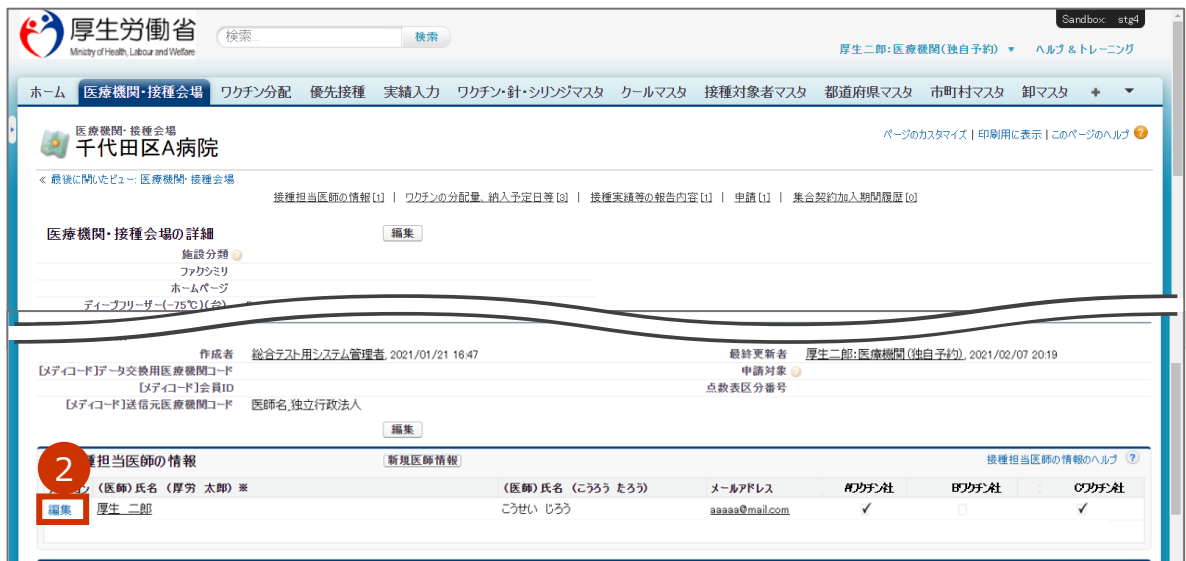 Sandbox: stg4
厚生労働省
Ministry of Health, Labour and Welfare
検索...
検索
厚生二郎:医療機関(独自予約) ▼ ヘルプ & トレーニング
ホーム 医療機関・接種会場 ワクチン分配 優先接種 実績入力 ワクチン・針・シリンジマスタ クールマスタ 接種対象者マスタ 都道府県マスタ 市町村マスタ 卸マスタ + ▼
医療機関・接種会場
千代田区A病院
ページのカスタマイズ | 印刷用に表示 | このページのヘルプ ?
« 最後に開いたビュー: 医療機関・接種会場
接種担当医師の情報[1] | ワクチンの分配量、納入予定日等[3] | 接種実績等の報告内容[1] | 申請[1] | 集合契約加入期間履歴[0]
医療機関・接種会場の詳細 編集
施設分類
ファクシミリ
ホームページ
ディープフリーザー(-75℃)(台)
作成者 総合テスト用システム管理者, 2021/01/21 16:47 最終更新者 厚生二郎:医療機関(独自予約), 2021/02/07 20:19
[メディコード]データ交換用医療機関コード 申請対象
[メディコード]会員ID 点数表区分番号
[メディコード]送信元医療機関コード 医師名,独立行政法人
編集
2
種担当医師の情報 新規医師情報 接種担当医師の情報のヘルプ ?
(医師)氏名 (厚労 太郎) ※ (医師)氏名 (こうろう たろう) メールアドレス Aワクチン社 Bワクチン社 Cワクチン社
編集 厚生 二郎 こうせい じろう aaaaa@mail.com ✓ ✓